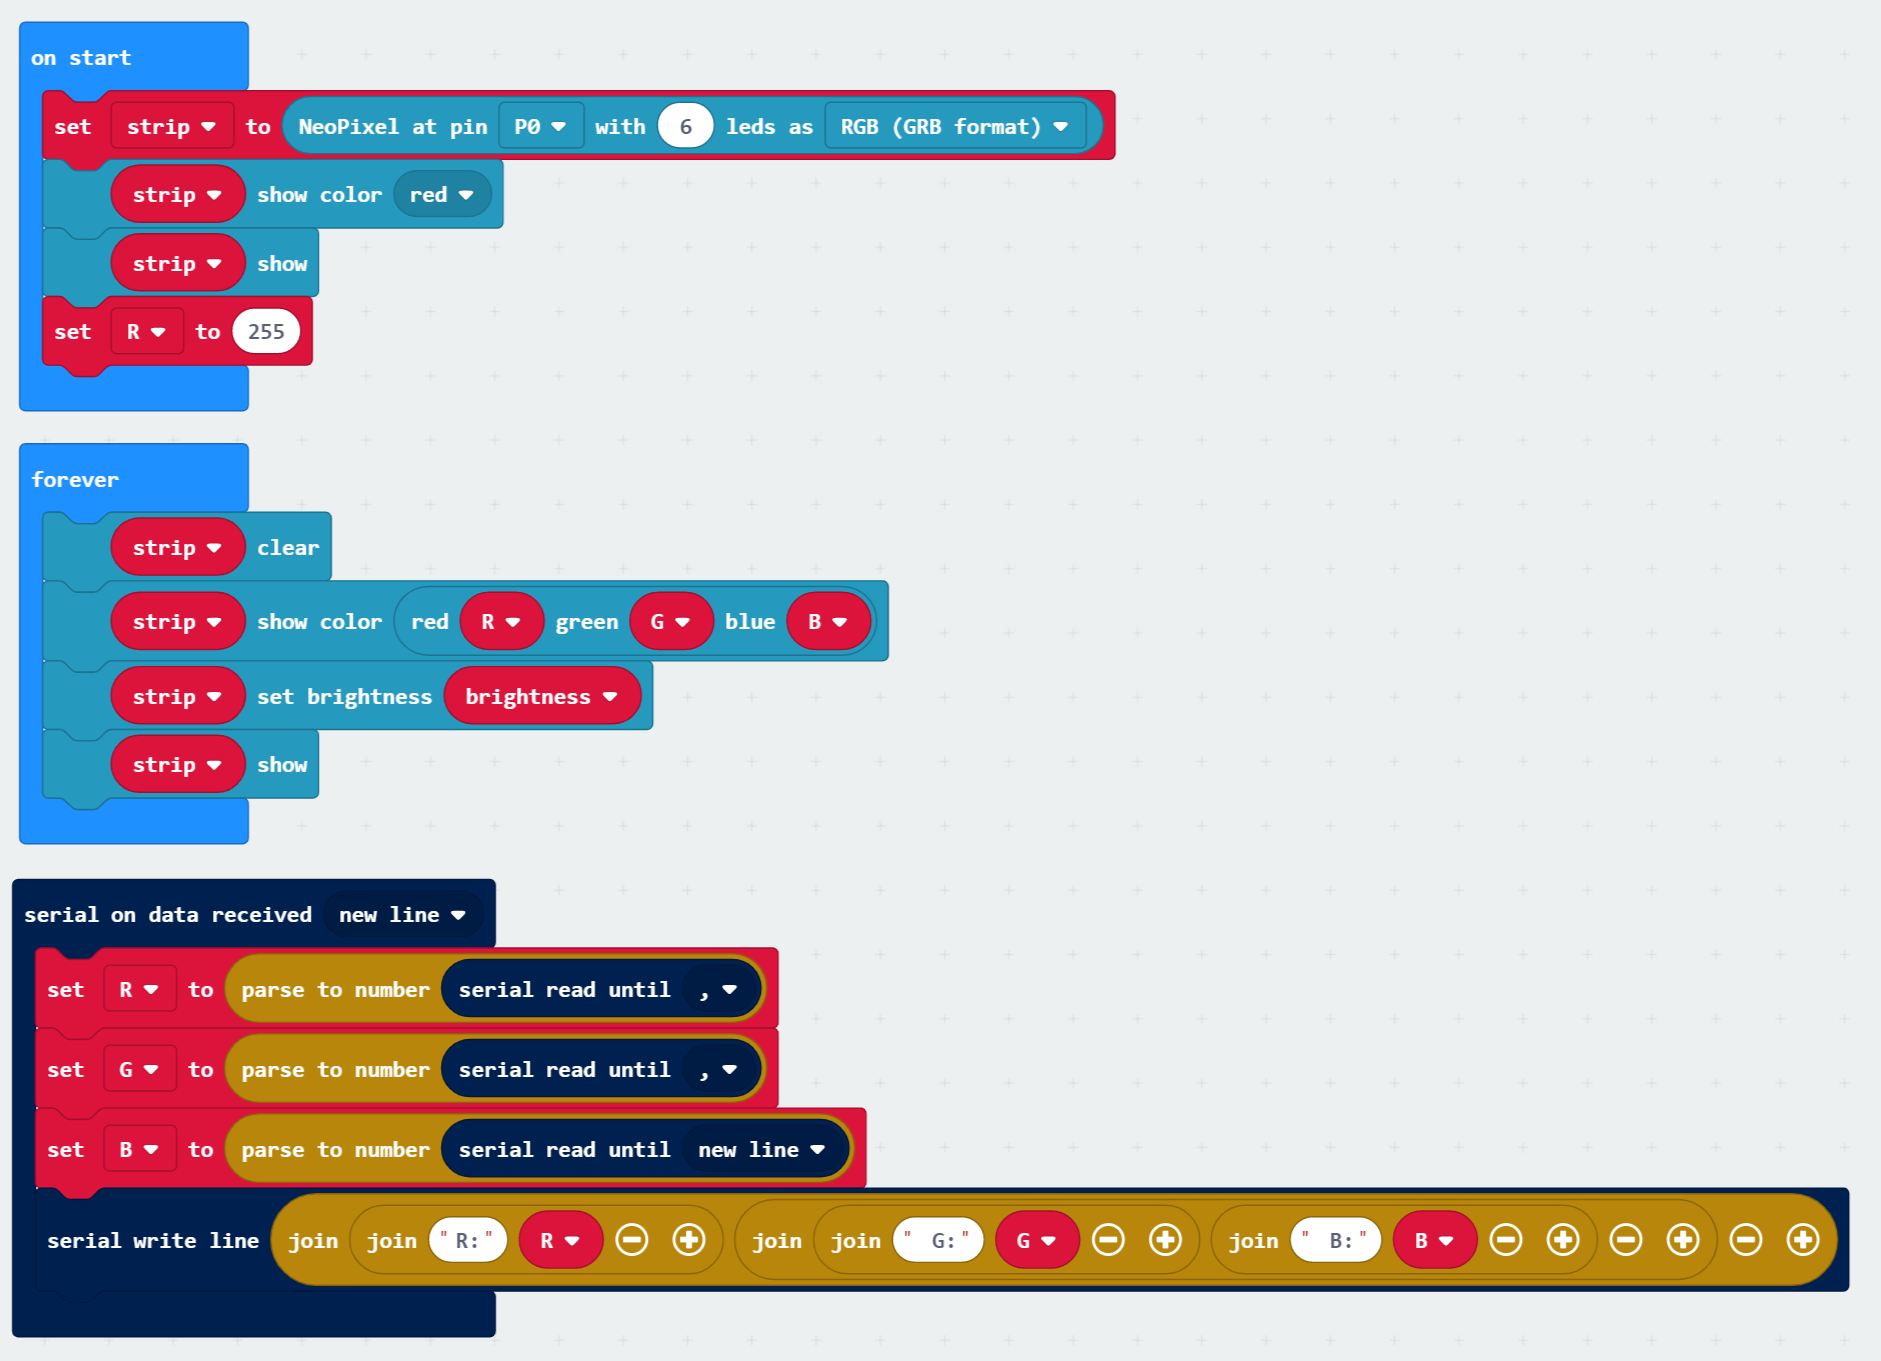 on start
set strip to NeoPixel at pin P0 with 6 leds as RGB (GRB format)
strip show color red
strip show
set R to 255
forever
strip clear
strip show color red R green G blue B
strip set brightness brightness
strip show
serial on data received new line
set R to parse to number serial read until ,
set G to parse to number serial read until ,
set B to parse to number serial read until new line
serial write line join join "R:" R join join " G:" G join " B:" B